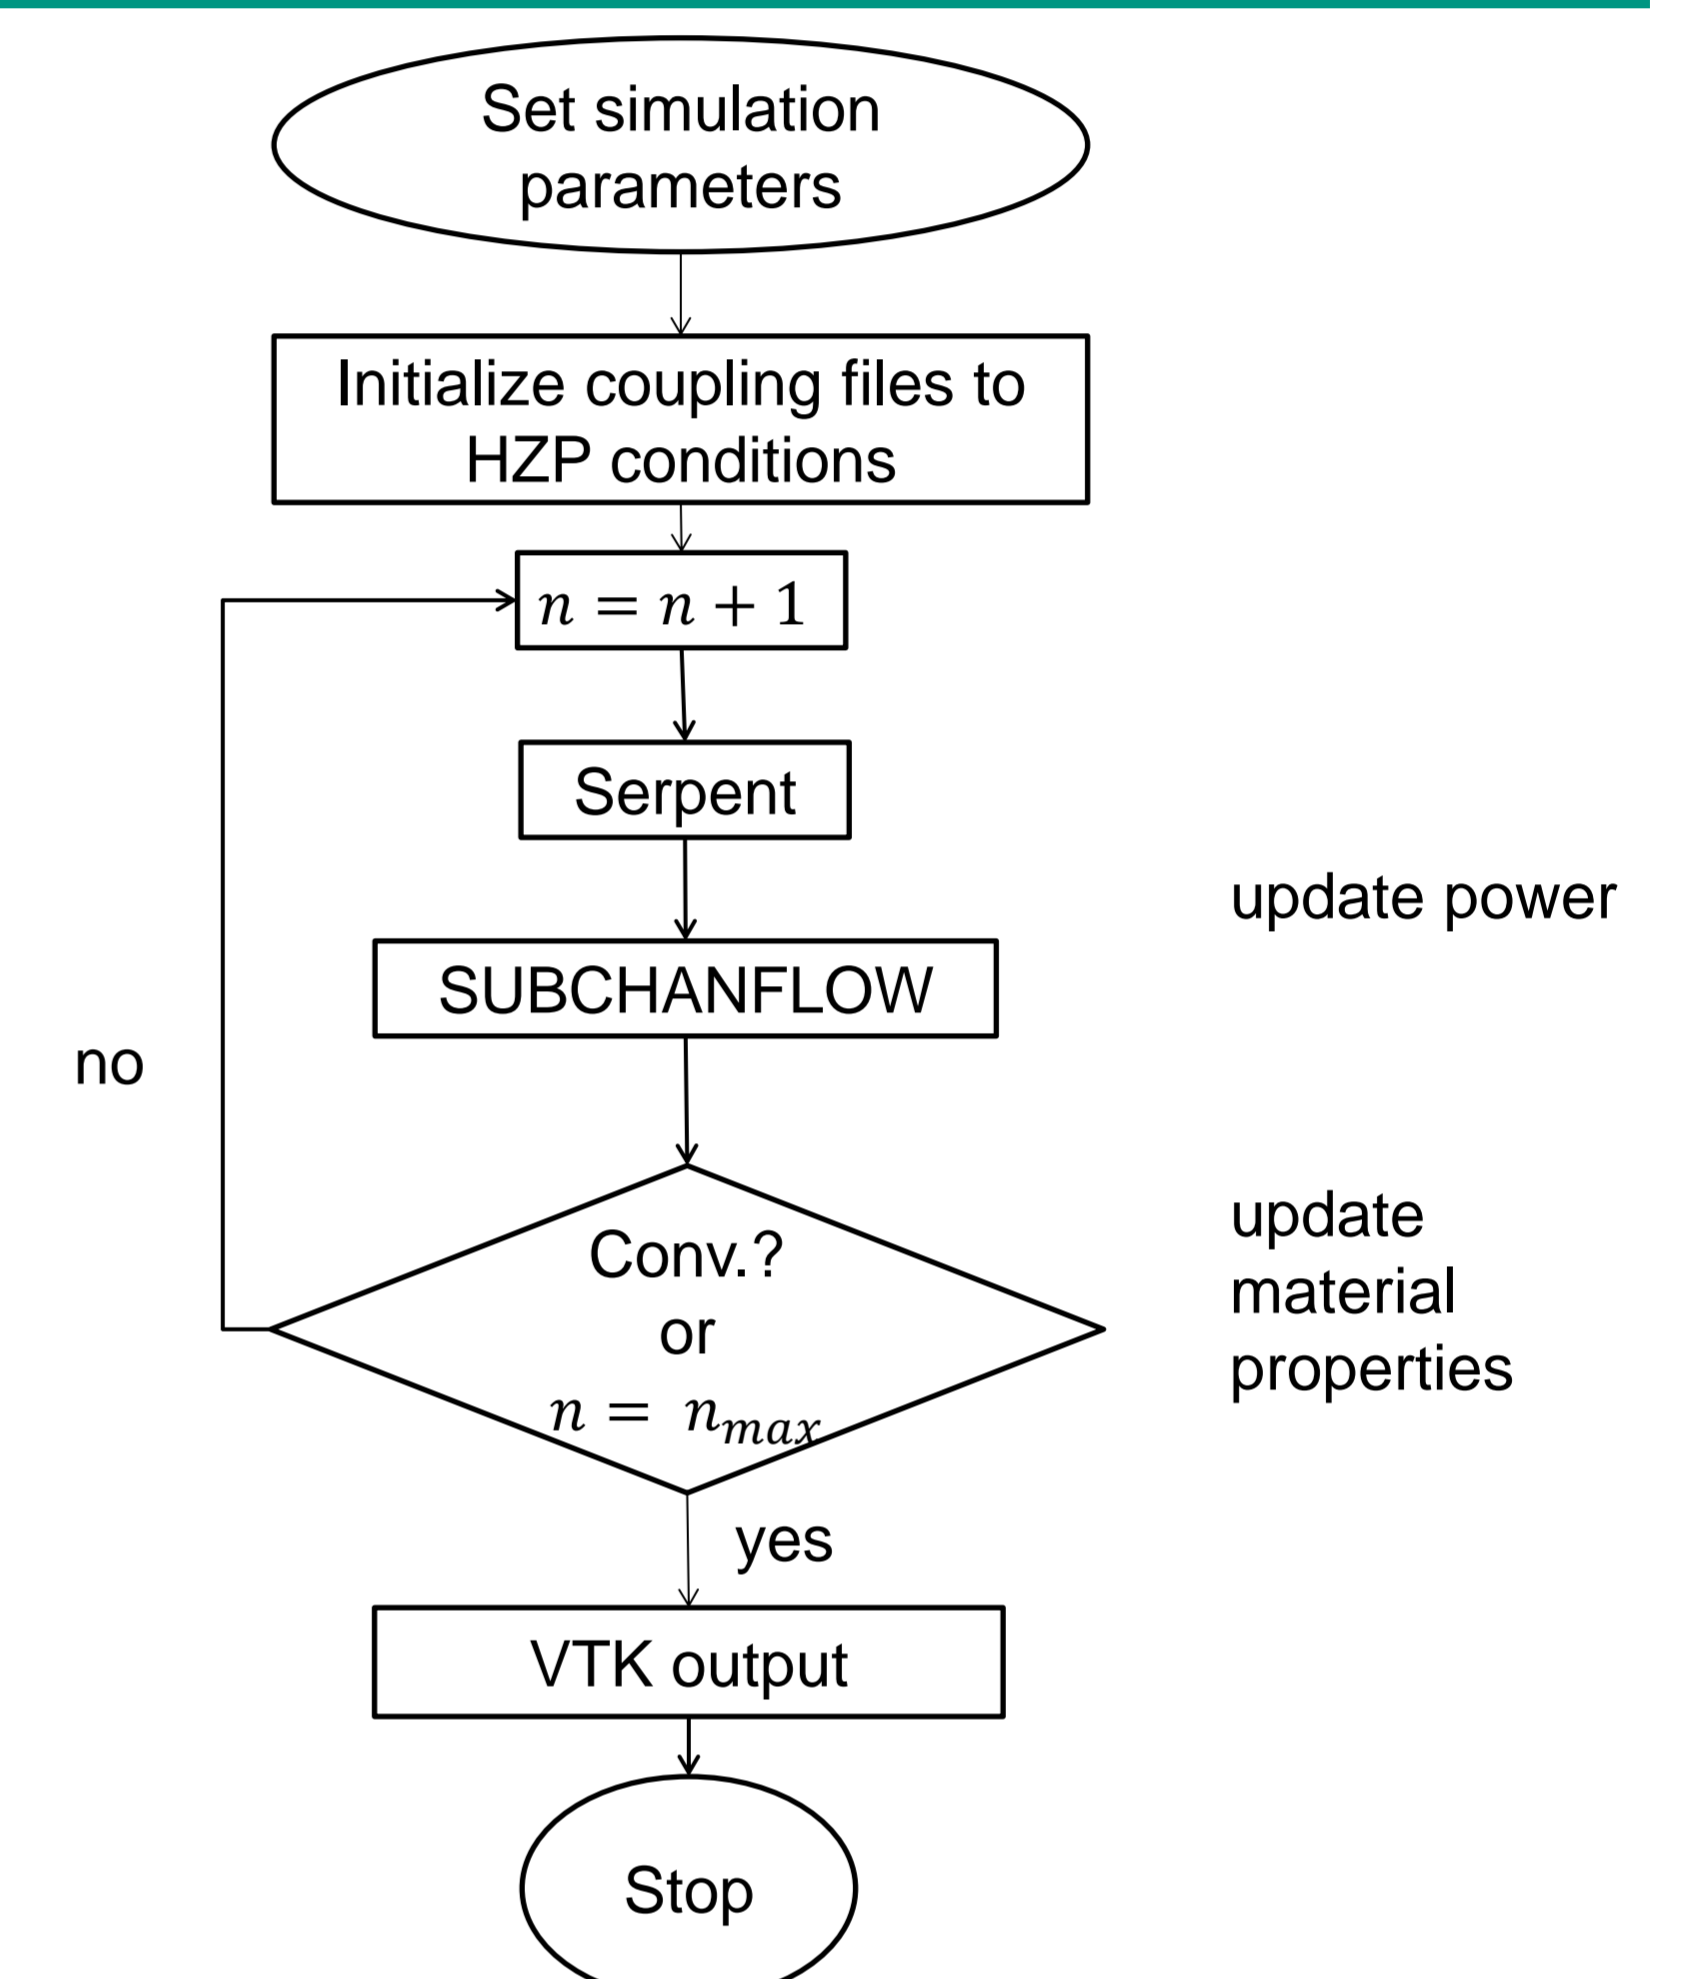 Set simulation
parameters
Initialize coupling files to
HZP conditions
n = n + 1
Serpent
update power
SUBCHANFLOW
no
Conv.?
or
n = n_max
update
material
properties
yes
VTK output
Stop